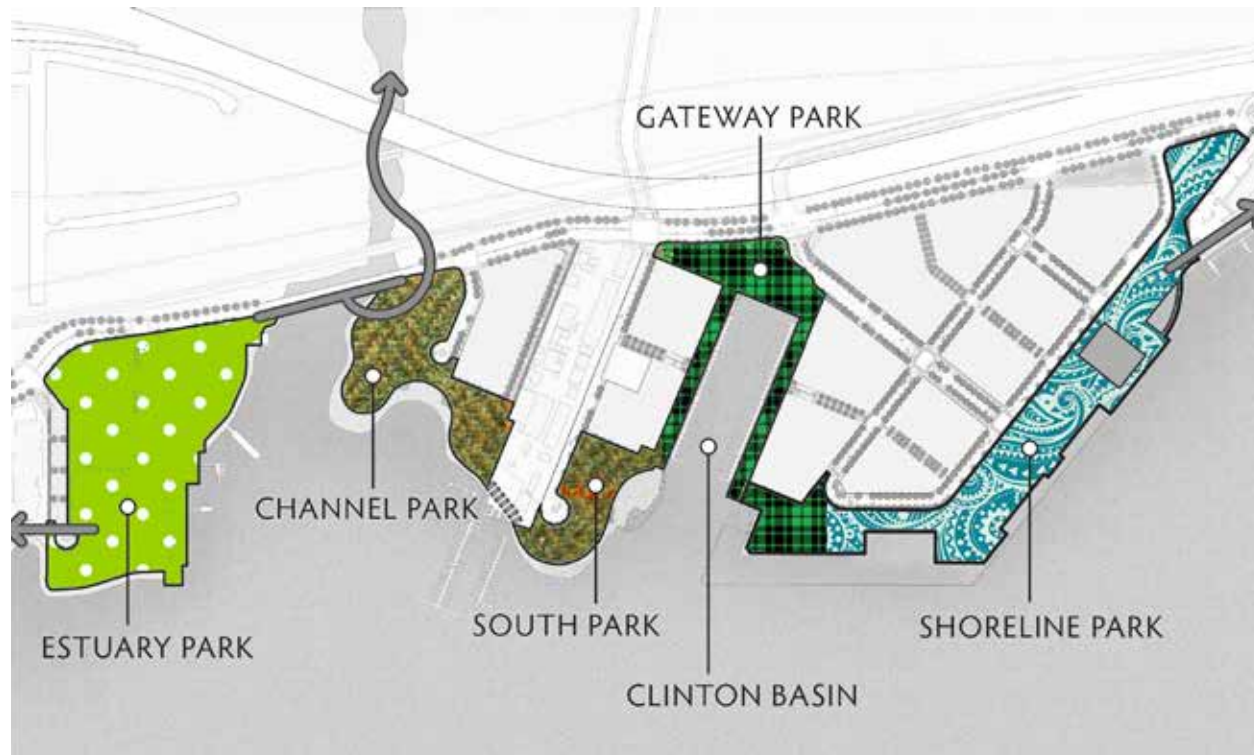 GATEWAY PARK
CHANNEL PARK
SOUTH PARK
SHORELINE PARK
ESTUARY PARK
CLINTON BASIN